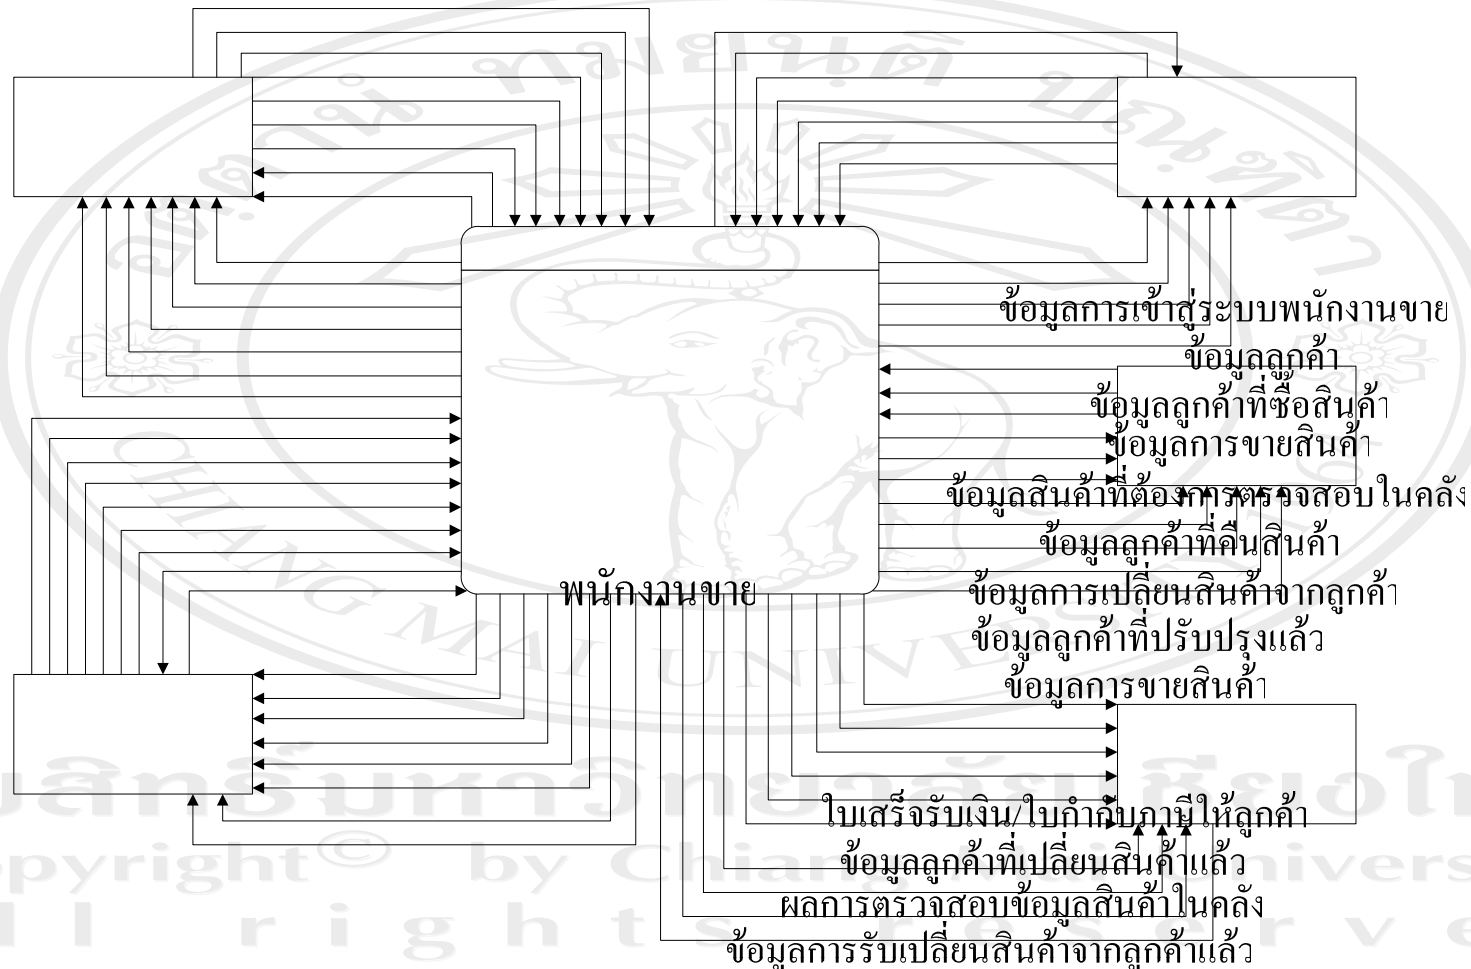 ข้อมูลการเข้าสู่ระบบพนักงานขาย
ข้อมูลลูกค้า
ข้อมูลลูกค้าที่ซื้อสินค้า
ข้อมูลการขายสินค้า
ข้อมูลสินค้าที่ต้องการตรวจสอบในคลัง
ข้อมูลลูกค้าที่คืนสินค้า
พนักงานขาย
ข้อมูลการเปลี่ยนสินค้าจากลูกค้า
ข้อมูลลูกค้าที่ปรับปรุงแล้ว
ข้อมูลการขายสินค้า
ใบเสร็จรับเงิน/ใบกำกับภาษีให้ลูกค้า
ข้อมูลลูกค้าที่เปลี่ยนสินค้าแล้ว
ผลการตรวจสอบข้อมูลสินค้าในคลัง
ข้อมูลการรับเปลี่ยนสินค้าจากลูกค้าแล้ว
CHIANG MAI UNIVERSITY
by Chiang
rights